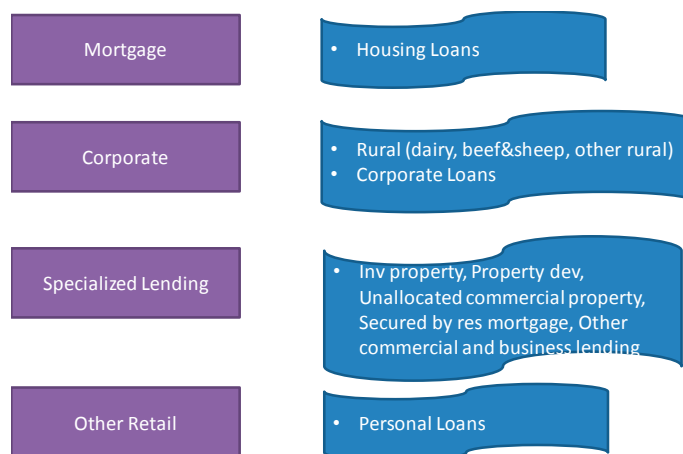 Mortgage
• Housing Loans
Corporate
• Rural (dairy, beef&sheep, other rural)
• Corporate Loans
Specialized Lending
• Inv property, Property dev,
Unallocated commercial property,
Secured by res mortgage, Other
commercial and business lending
Other Retail
• Personal Loans